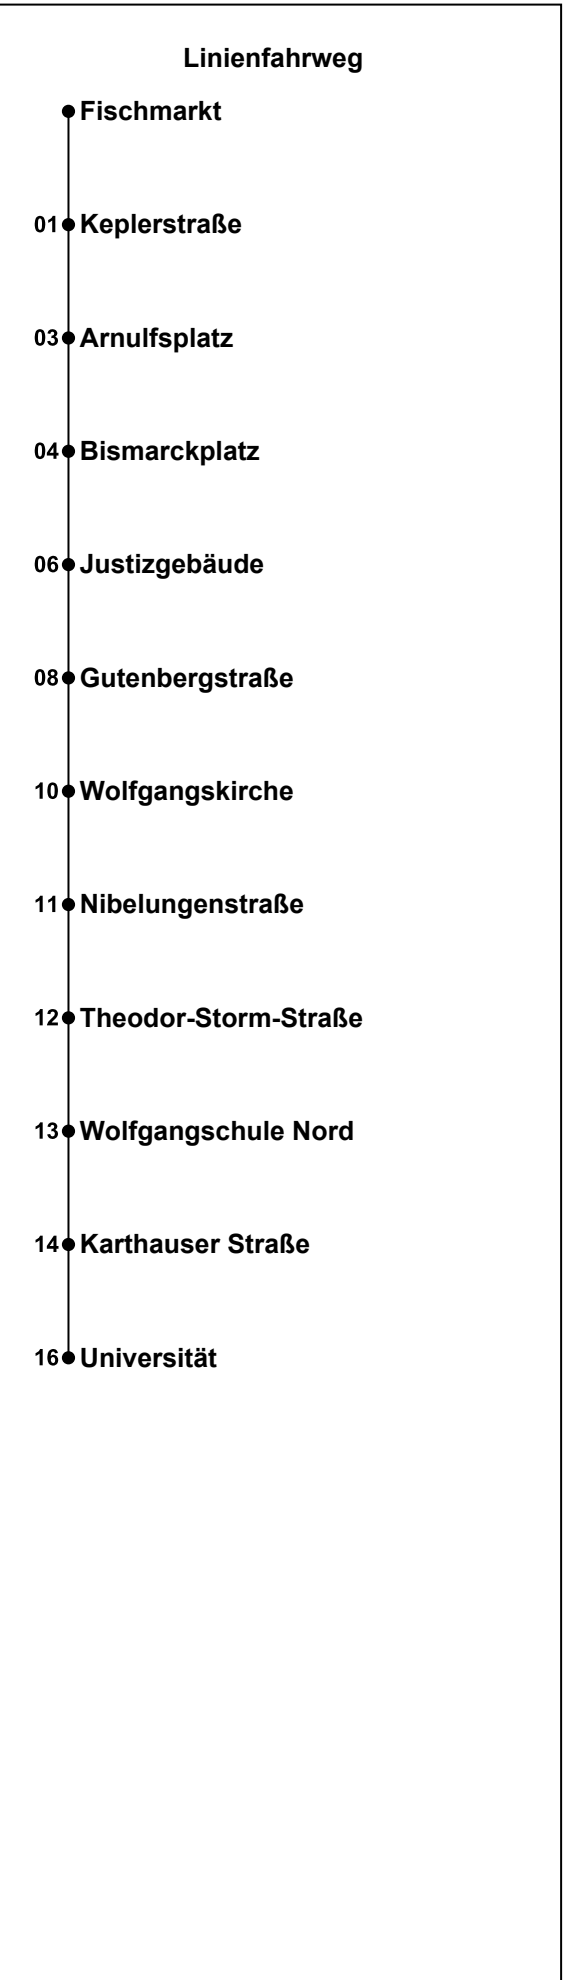 Linienfahrweg
Fischmarkt
01 Keplerstraße
03 Arnulfsplatz
04 Bismarckplatz
06 Justizgebäude
08 Gutenbergstraße
10 Wolfgangskirche
11 Nibelungenstraße
12 Theodor-Storm-Straße
13 Wolfgangschule Nord
14 Karthauser Straße
16 Universität